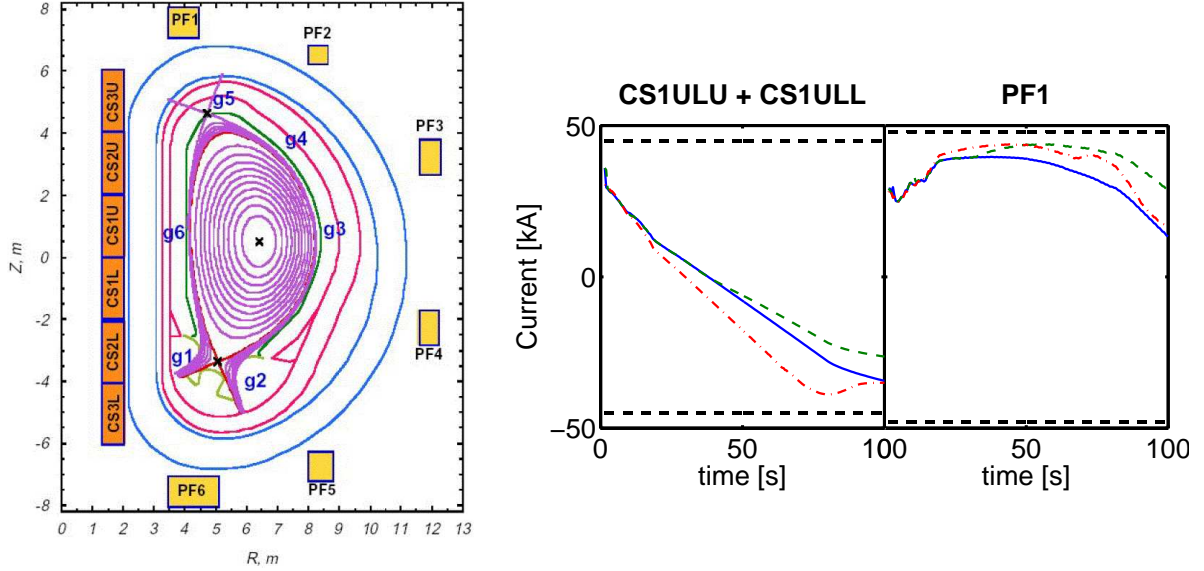 PF1
PF2
PF3
PF4
PF5
PF6
CS3U
CS2U
CS1U
CS1L
CS2L
CS3L
g5
g4
g6
g3
g1
g2
8
6
4
2
0
-2
-4
-6
-8
Z, m
0 1 2 3 4 5 6 7 8 9 10 11 12 13
R, m
CS1ULU + CS1ULL
PF1
50
0
−50
Current [kA]
0 50 100
time [s]
0 50 100
time [s]